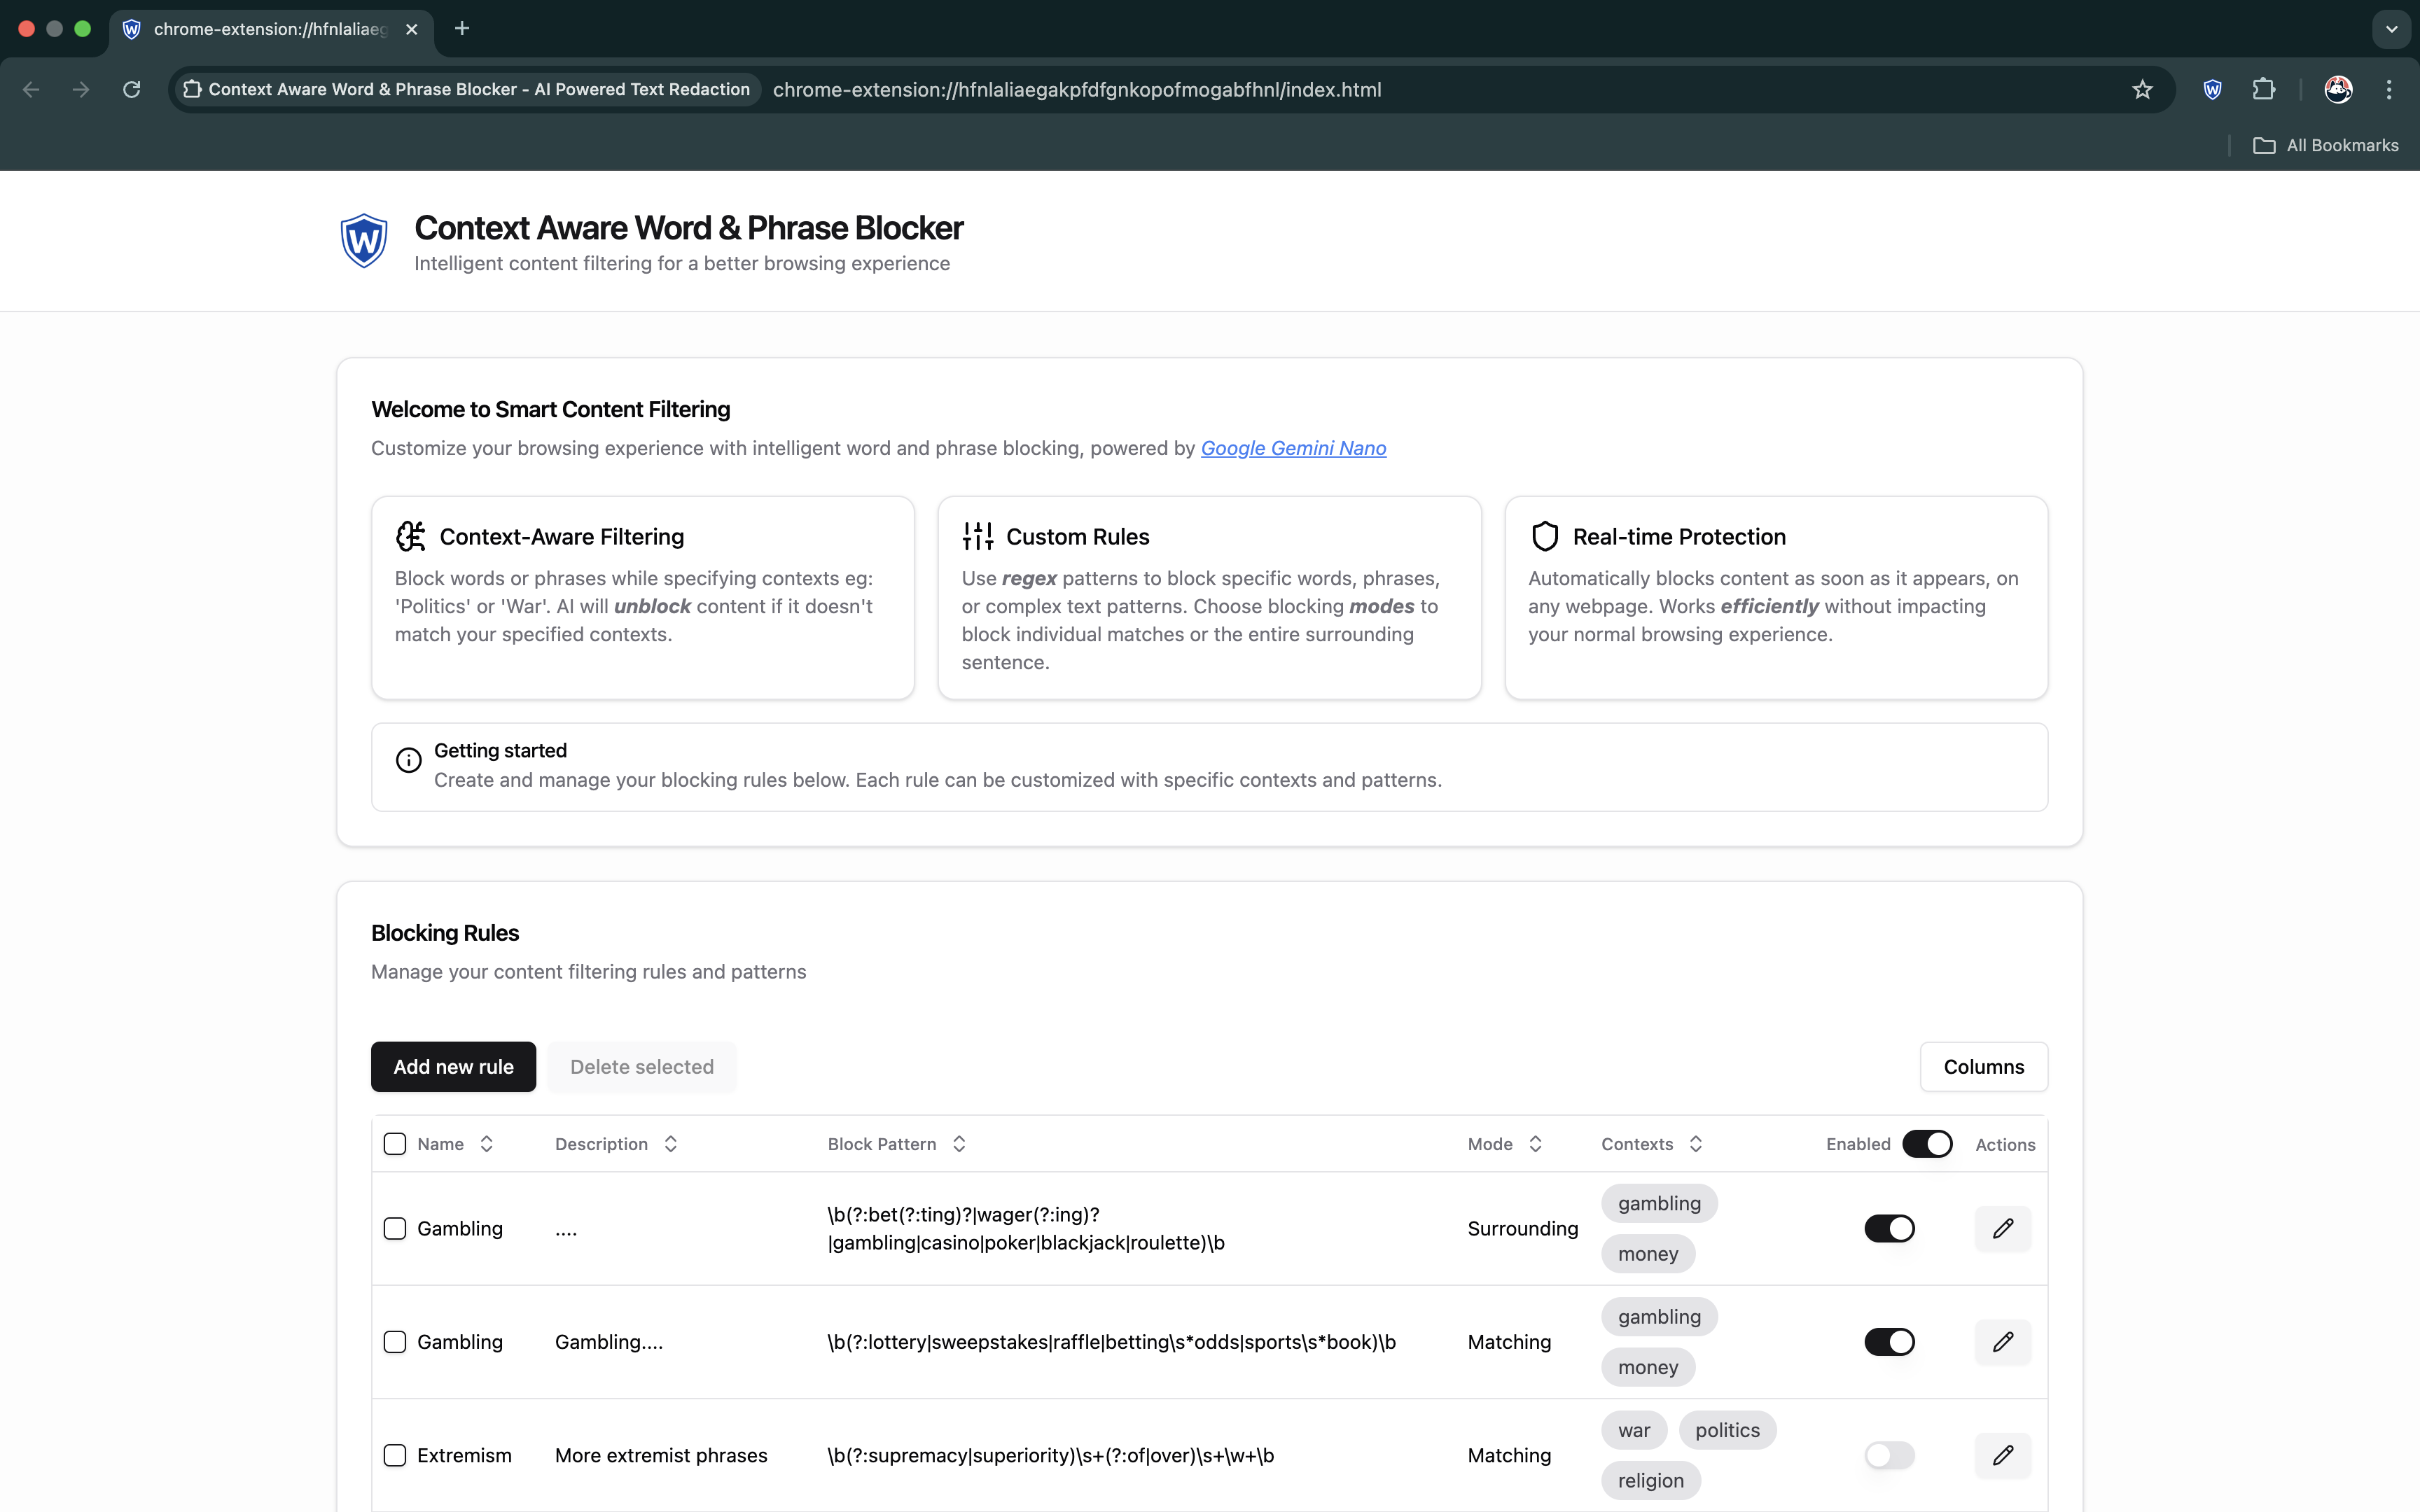 chrome-extension://hfnlaliaeg
Context Aware Word & Phrase Blocker - AI Powered Text Redaction
chrome-extension://hfnlaliaegakpfdfgnkopofmogabfhnl/index.html
All Bookmarks
W
Context Aware Word & Phrase Blocker
Intelligent content filtering for a better browsing experience
Welcome to Smart Content Filtering
Customize your browsing experience with intelligent word and phrase blocking, powered by Google Gemini Nano
Context-Aware Filtering
Block words or phrases while specifying contexts eg:
'Politics' or 'War'. AI will unblock content if it doesn't
match your specified contexts.
Custom Rules
Use regex patterns to block specific words, phrases,
or complex text patterns. Choose blocking modes to
block individual matches or the entire surrounding
sentence.
Real-time Protection
Automatically blocks content as soon as it appears, on
any webpage. Works efficiently without impacting
your normal browsing experience.
Getting started
Create and manage your blocking rules below. Each rule can be customized with specific contexts and patterns.
Blocking Rules
Manage your content filtering rules and patterns
Add new rule
Delete selected
Columns
Name Description Block Pattern Mode Contexts Enabled Actions
Gambling
....
\b(?:bet(?:ting)?|wager(?:ing)?
|gambling|casino|poker|blackjack|roulette)\b
Surrounding
gambling
money
Gambling
Gambling....
\b(?:lottery|sweepstakes|raffle|betting\s*odds|sports\s*book)\b
Matching
gambling
money
Extremism
More extremist phrases
\b(?:supremacy|superiority)\s+(?:of|over)\s+\w+\b
Matching
war politics
religion